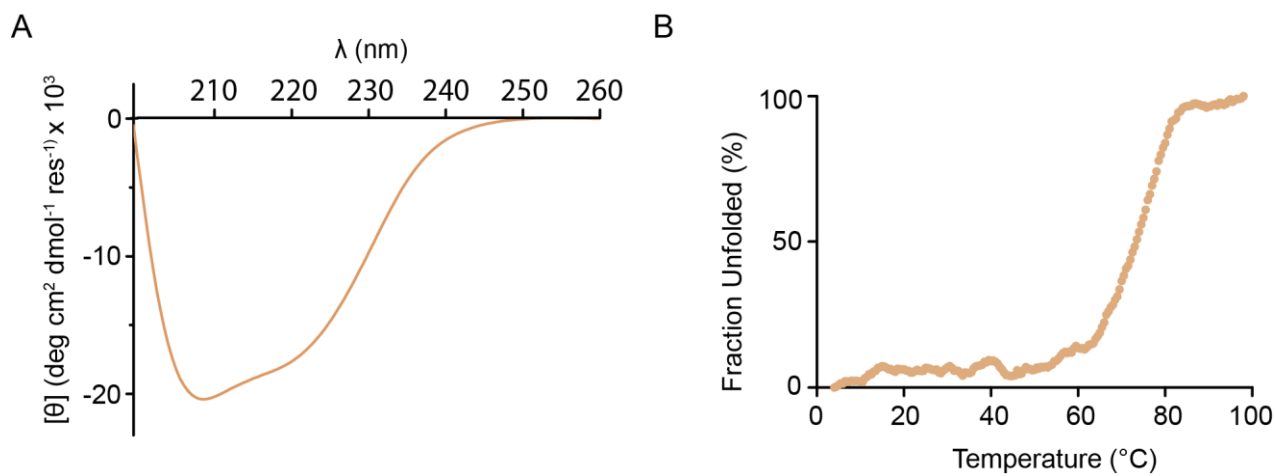 A
λ (nm)
210 220 230 240 250 260
0
-10
-20
[θ] (deg cm² dmol⁻¹ res⁻¹⁾ x 10³
B
100
50
0
Fraction Unfolded (%)
0 20 40 60 80 100
Temperature (°C)